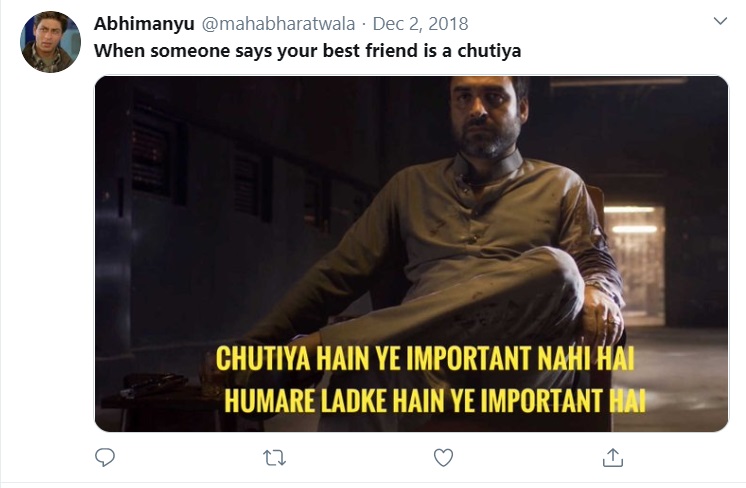 Abhimanyu @mahabharatwala · Dec 2, 2018
When someone says your best friend is a chutiya
CHUTIYA HAIN YE IMPORTANT NAHI HAI
HUMARE LADKE HAIN YE IMPORTANT HAI